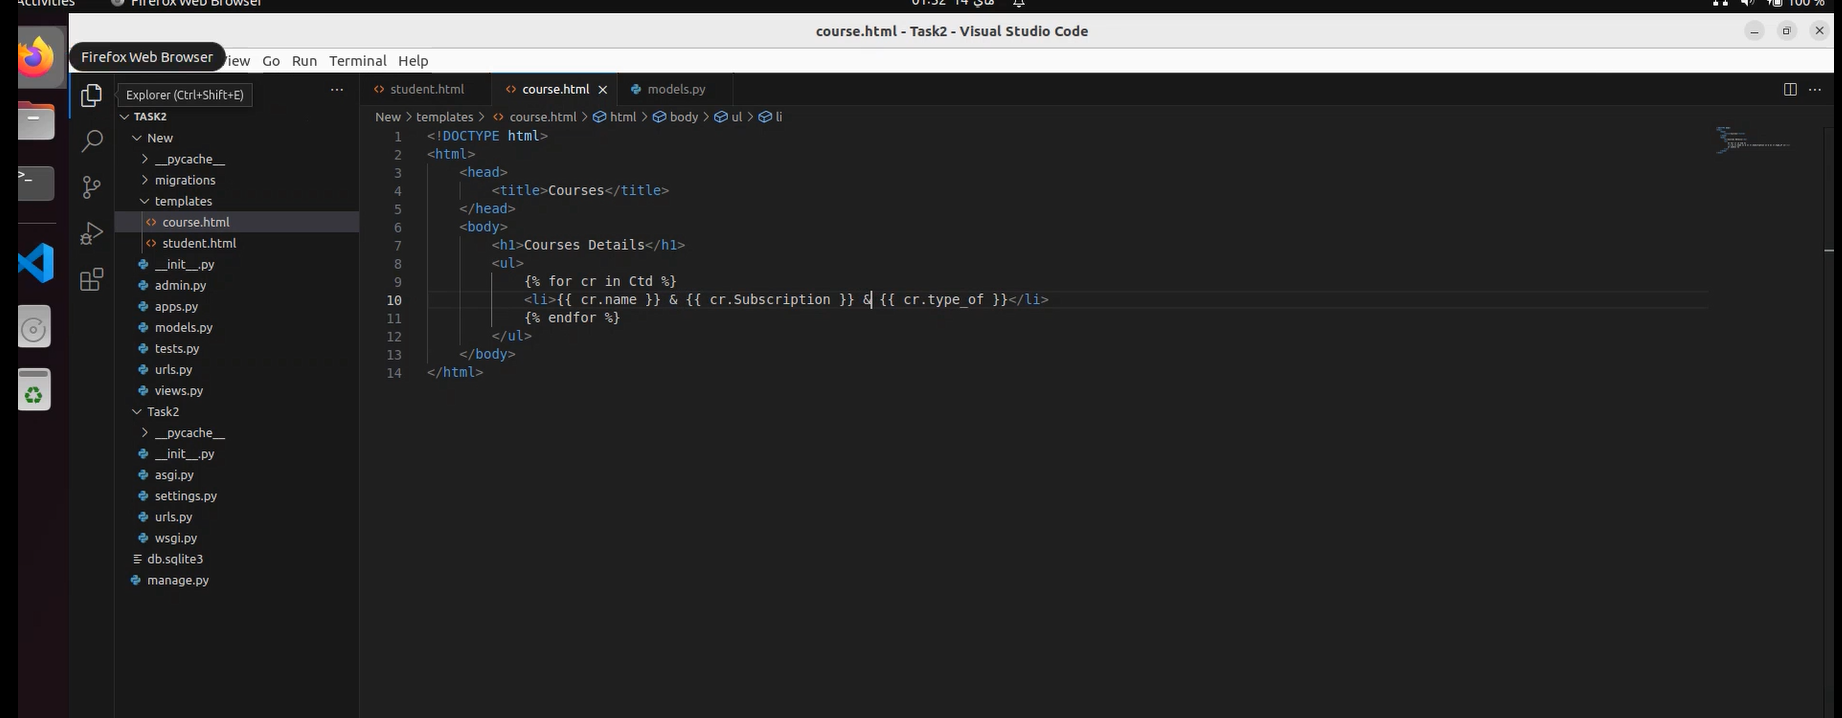 Activities
Firefox Web Browser
01:52 14 ماي
100 %
course.html - Task2 - Visual Studio Code
Firefox Web Browser
View Go Run Terminal Help
Explorer (Ctrl+Shift+E)
student.html
course.html
models.py
New > templates > course.html > html > body > ul > li
TASK2
New
__pycache__
migrations
templates
course.html
student.html
__init__.py
admin.py
apps.py
models.py
tests.py
urls.py
views.py
Task2
__pycache__
__init__.py
asgi.py
settings.py
urls.py
wsgi.py
db.sqlite3
manage.py
1 <!DOCTYPE html>
2 <html>
3 <head>
4 <title>Courses</title>
5 </head>
6 <body>
7 <h1>Courses Details</h1>
8 <ul>
9 {% for cr in Ctd %}
10 <li>{{ cr.name }} & {{ cr.Subscription }} & {{ cr.type_of }}</li>
11 {% endfor %}
12 </ul>
13 </body>
14 </html>